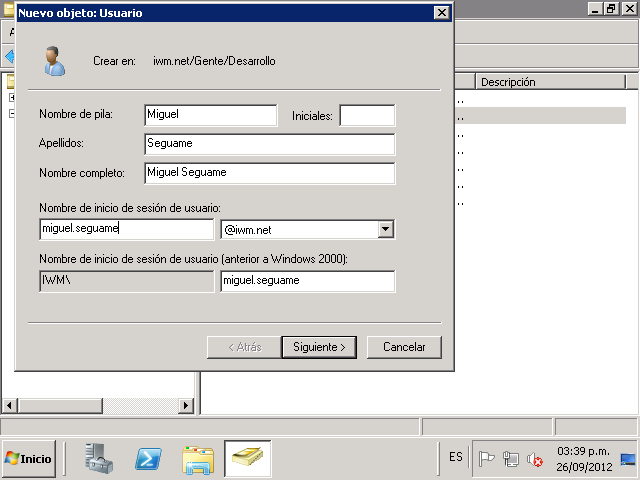 Nuevo objeto: Usuario
Crear en: iwm.net/Gente/Desarrollo
Descripción
Nombre de pila: Miguel Iniciales:
Apellidos: Seguame
Nombre completo: Miguel Seguame
Nombre de inicio de sesión de usuario:
miguel.seguame @iwm.net
Nombre de inicio de sesión de usuario (anterior a Windows 2000):
IWM\ miguel.seguame
< Atrás Siguiente > Cancelar
Inicio ES 03:39 p.m.
26/09/2012